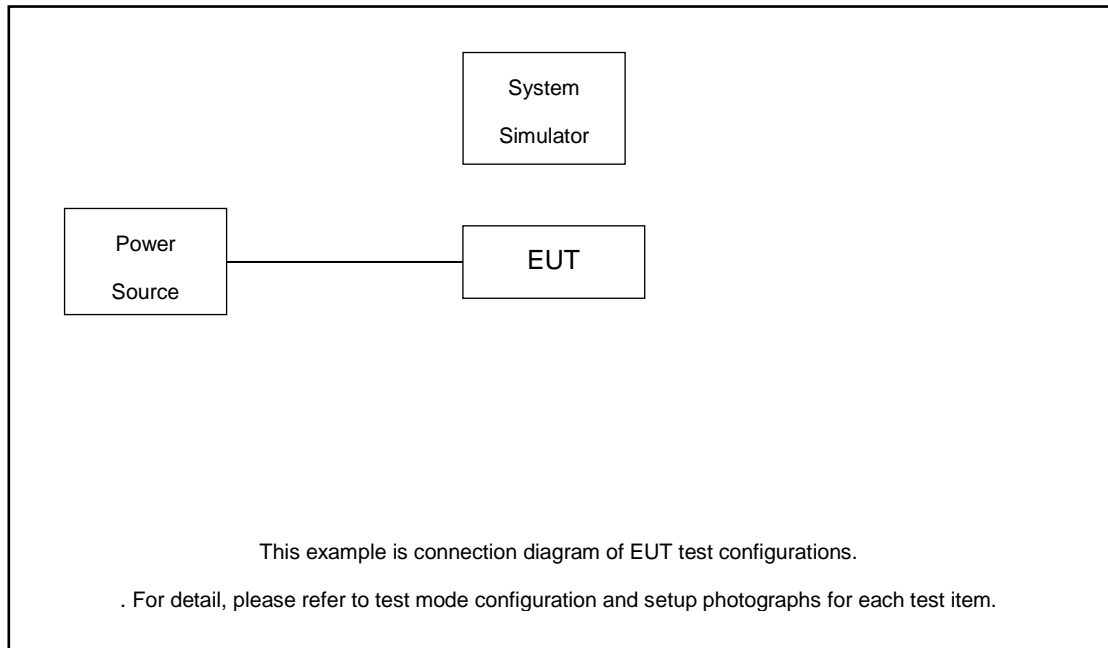 System
Simulator
Power
Source
EUT
This example is connection diagram of EUT test configurations.
. For detail, please refer to test mode configuration and setup photographs for each test item.